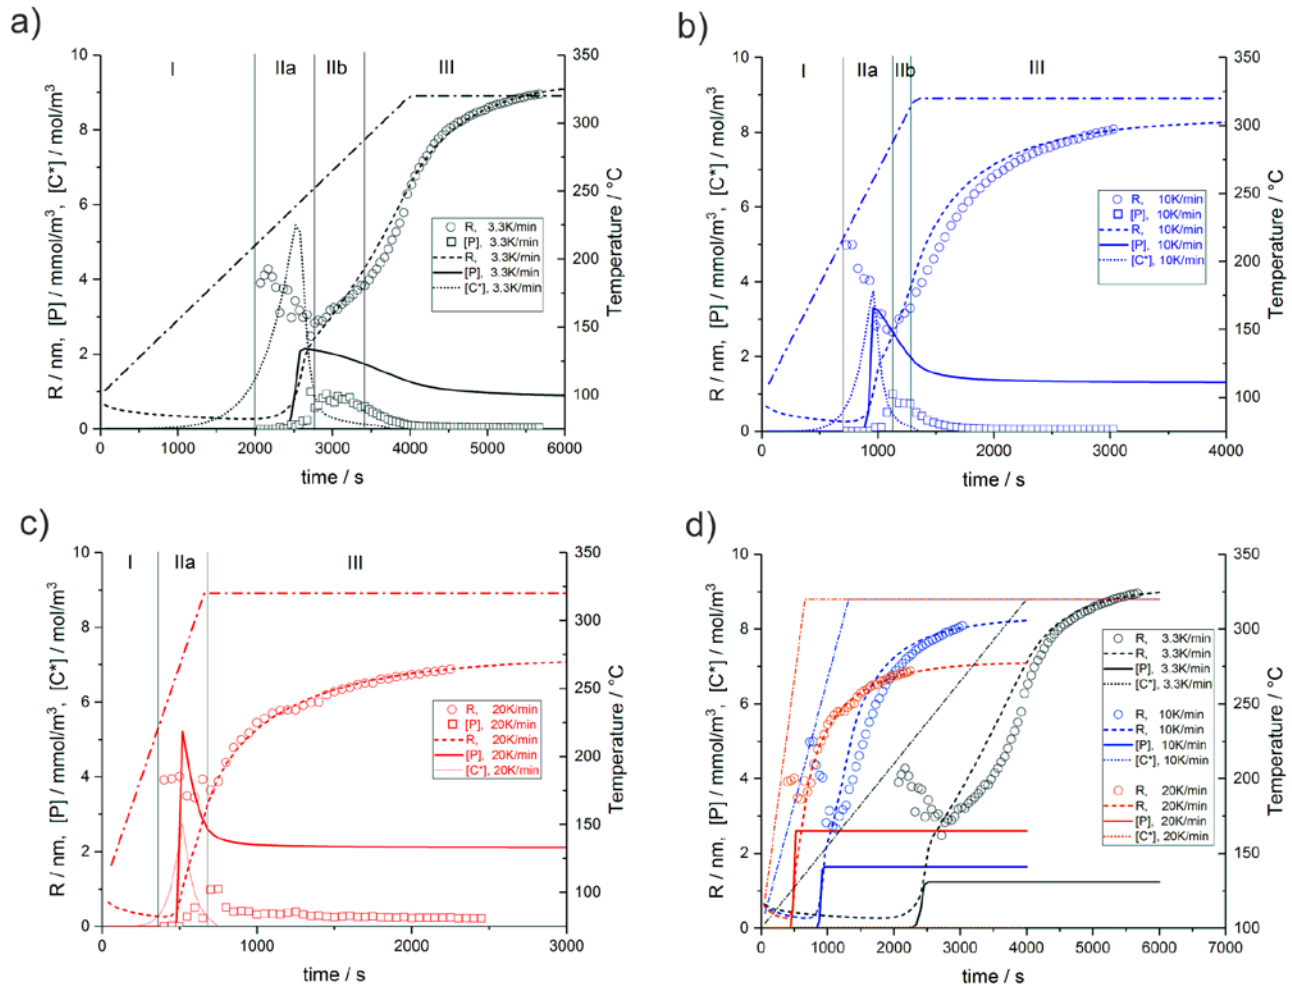 a)
I
IIa
IIb
III
R / nm, [P] / mmol/m³, [C*] / mol/m³
10
8
6
4
2
0
350
300
250
200
150
100
Temperature / °C
R, 3.3K/min
[P], 3.3K/min
R, 3.3K/min
[P], 3.3K/min
[C*], 3.3K/min
0 1000 2000 3000 4000 5000 6000
time / s
b)
I
IIa
IIb
III
R / nm, [P] / mmol/m³, [C*] / mol/m³
10
8
6
4
2
0
350
300
250
200
150
100
Temperature / °C
R, 10K/min
[P], 10K/min
R, 10K/min
[P], 10K/min
[C*], 10K/min
0 1000 2000 3000 4000
time / s
c)
I
IIa
III
R / nm, [P] / mmol/m³, [C*] / mol/m³
10
8
6
4
2
0
350
300
250
200
150
100
Temperature / °C
R, 20K/min
[P], 20K/min
R, 20K/min
[P], 20K/min
[C*], 20K/min
0 1000 2000 3000
time / s
d)
R / nm, [P] / mmol/m³, [C*] / mol/m³
10
8
6
4
2
0
350
300
250
200
150
100
Temperature / °C
R, 3.3K/min
R, 3.3K/min
[P], 3.3K/min
[C*], 3.3K/min
R, 10K/min
R, 10K/min
[P], 10K/min
[C*], 10K/min
R, 20K/min
R, 20K/min
[P], 20K/min
[C*], 20K/min
0 1000 2000 3000 4000 5000 6000 7000
time / s